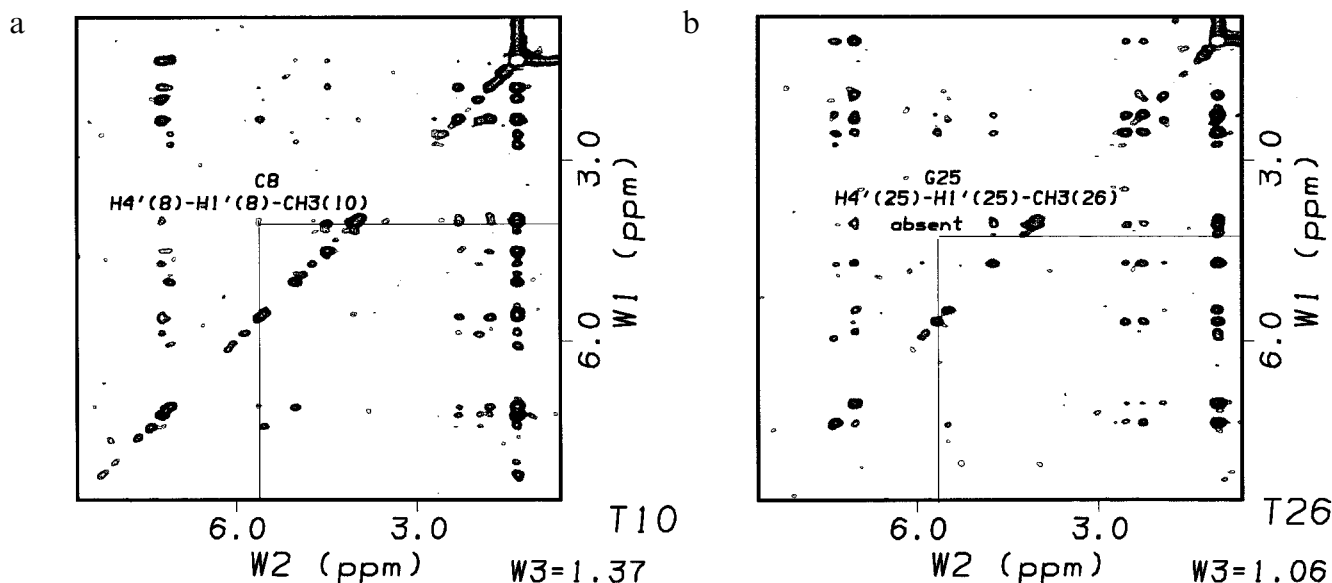 a
C8
H4'(8)-H1'(8)-CH3(10)
3.0
6.0
W1 (ppm)
6.0 3.0
W2 (ppm)
T10
W3=1.37
b
G25
H4'(25)-H1'(25)-CH3(26)
absent
3.0
6.0
W1 (ppm)
6.0 3.0
W2 (ppm)
T26
W3=1.06